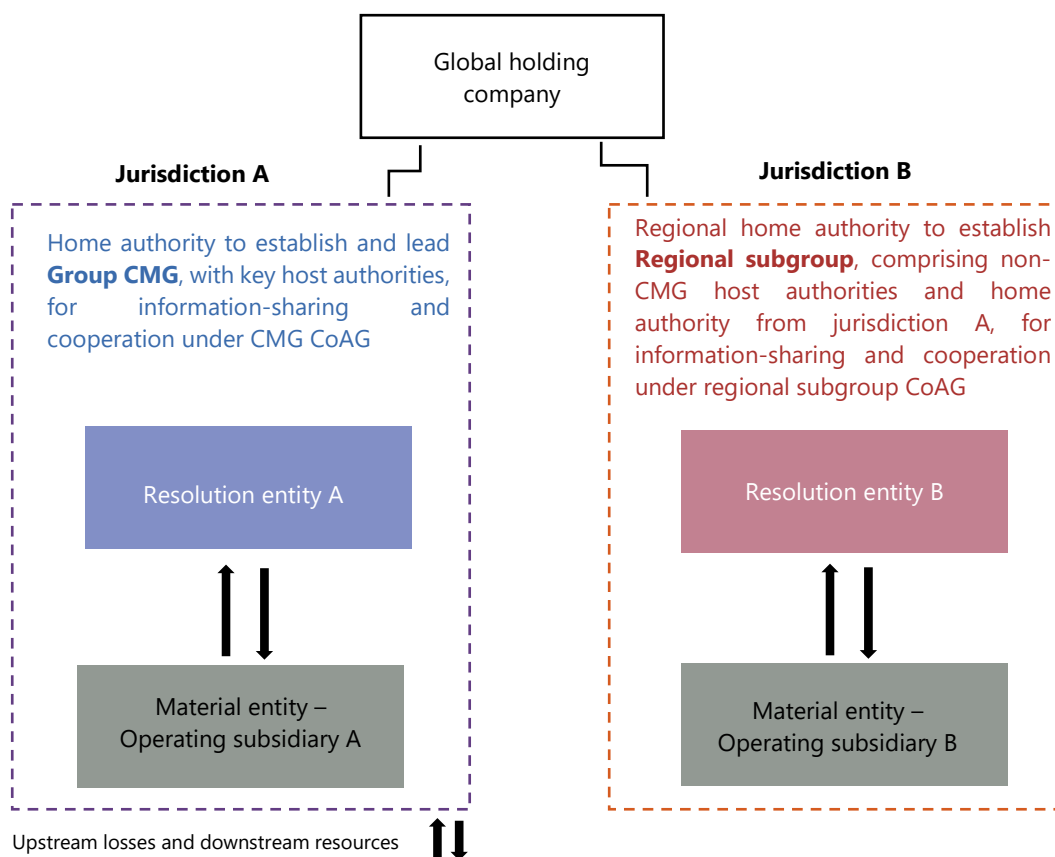 Global holding
company
Jurisdiction A
Jurisdiction B
Home authority to establish and lead
Group CMG, with key host authorities,
for information-sharing and
cooperation under CMG CoAG
Regional home authority to establish
Regional subgroup, comprising non-
CMG host authorities and home
authority from jurisdiction A, for
information-sharing and cooperation
under regional subgroup CoAG
Resolution entity A
Resolution entity B
Material entity –
Operating subsidiary A
Material entity –
Operating subsidiary B
Upstream losses and downstream resources